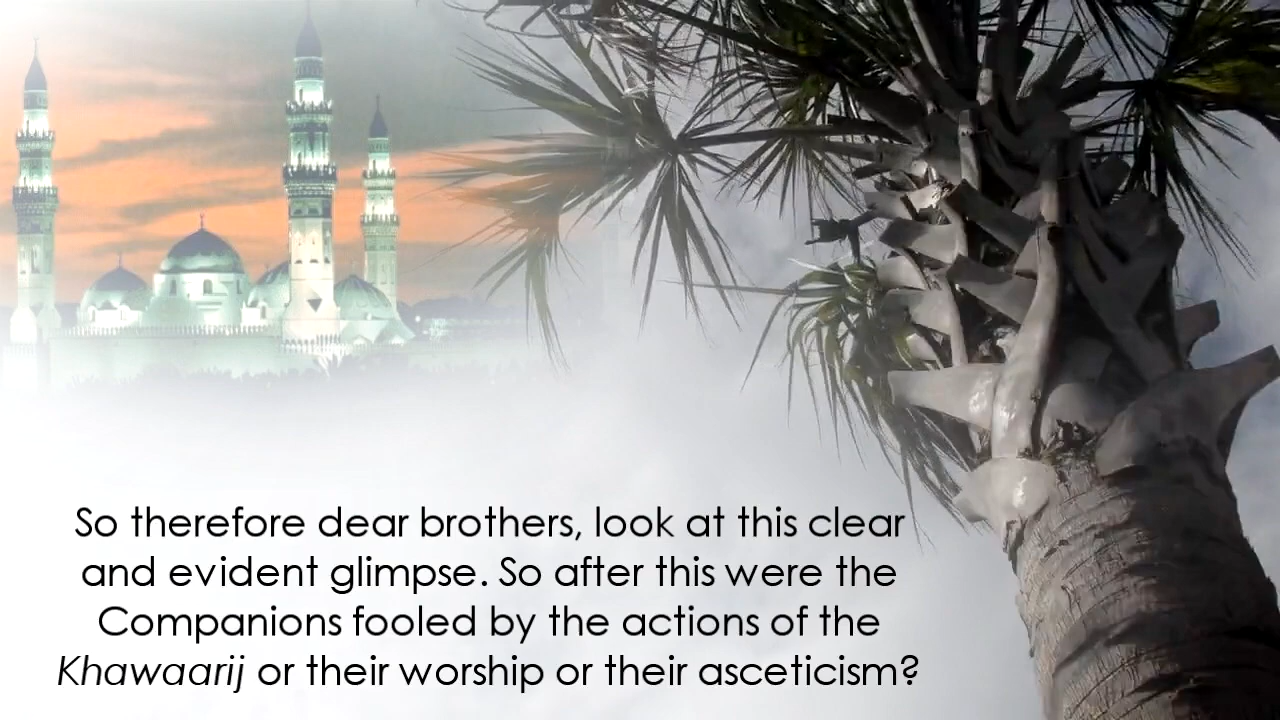 So therefore dear brothers, look at this clear
and evident glimpse. So after this were the
Companions fooled by the actions of the
Khawaarij or their worship or their asceticism?